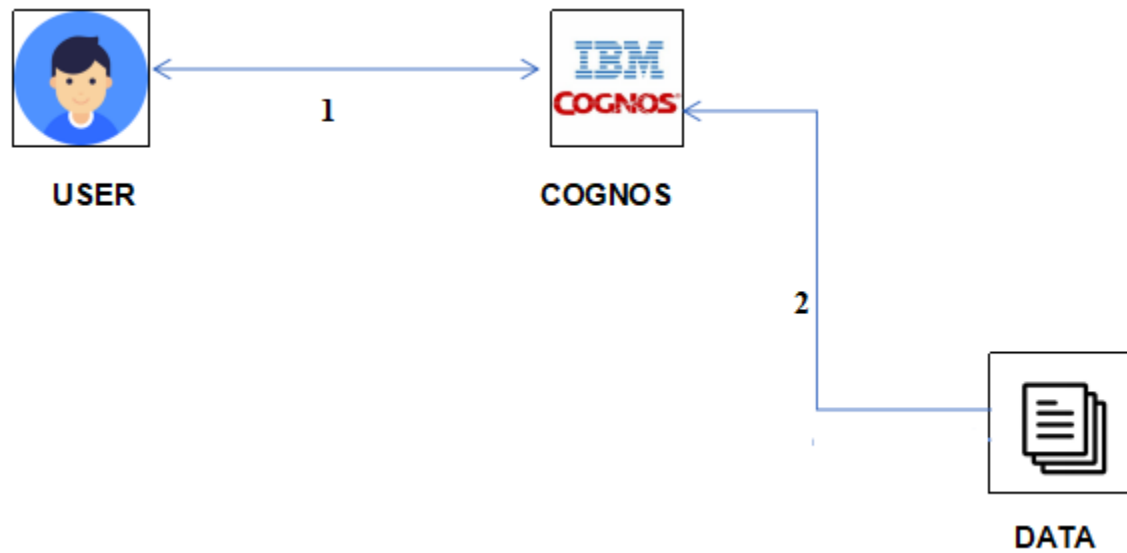 IBM
COGNOS
1
USER
COGNOS
2
DATA